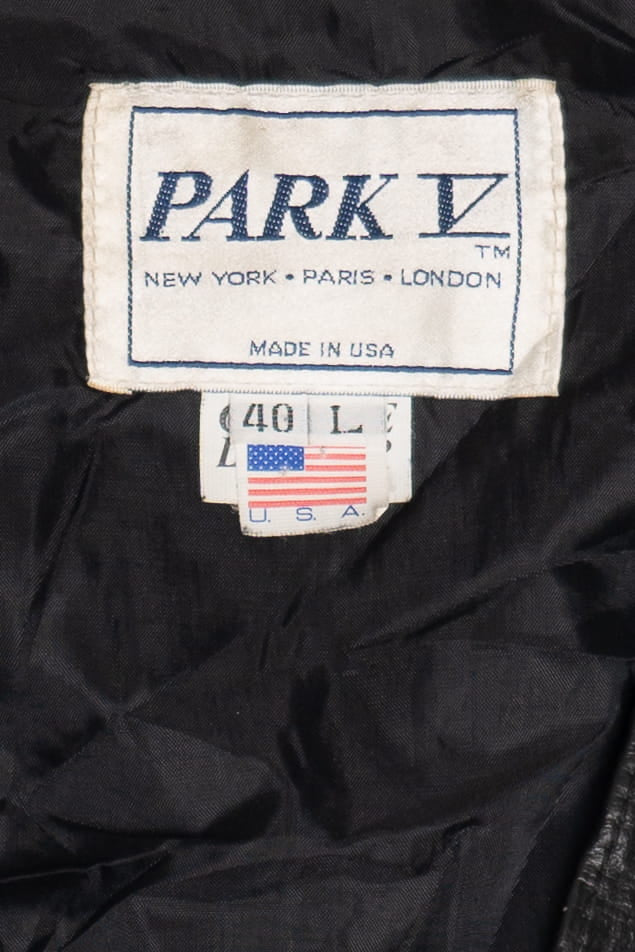 PARK V
TM
NEW YORK • PARIS • LONDON
MADE IN USA
40 L
U. S. A.